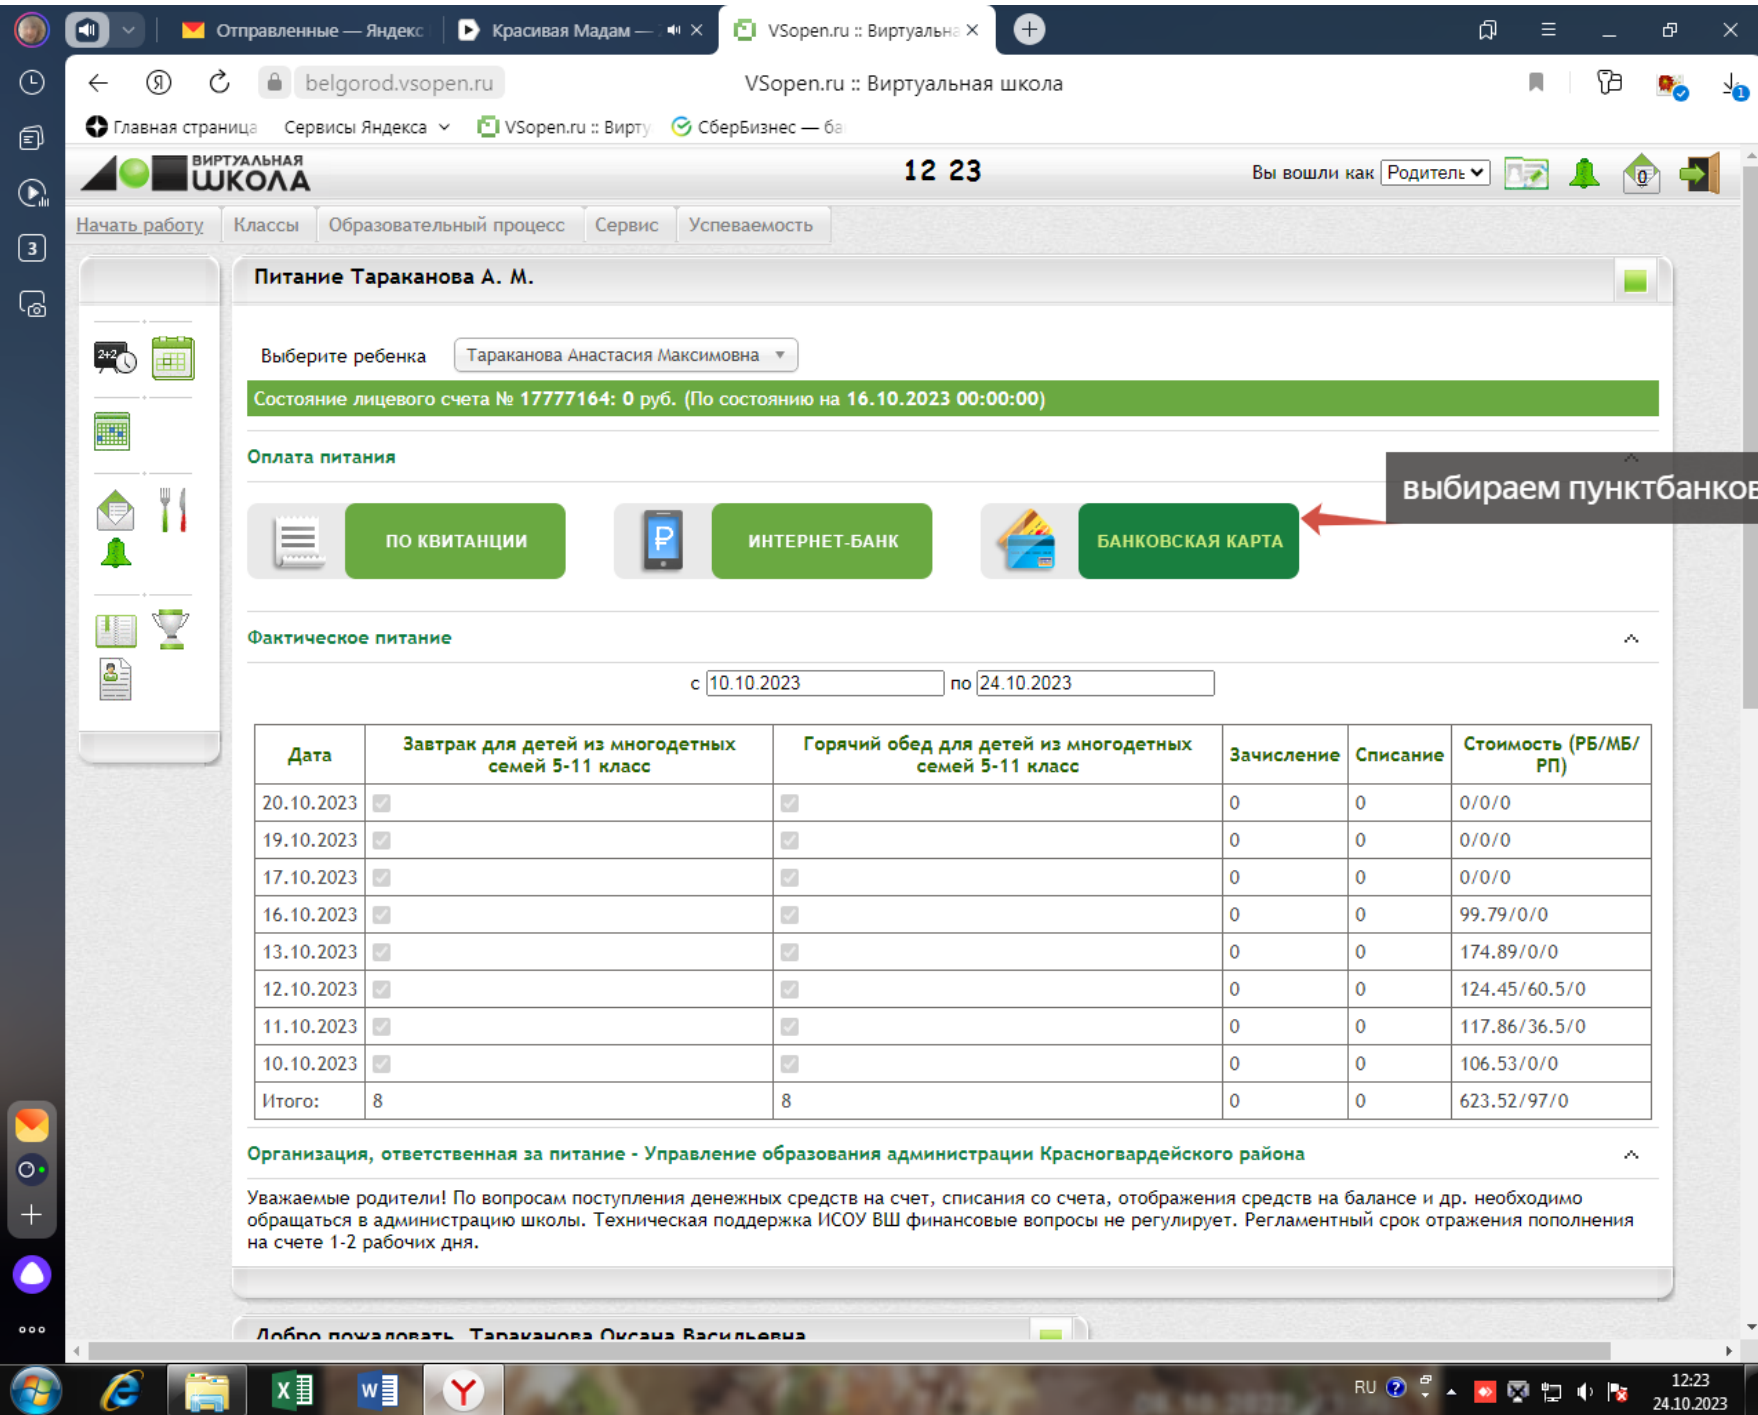 Отправленные — Яндекс
Красивая Мадам —
VSopen.ru :: Виртуальна
belgorod.vsopen.ru
VSopen.ru :: Виртуальная школа
1
Главная страница
Сервисы Яндекса
VSopen.ru :: Вирту
СберБизнес — ба
3
ВИРТУАЛЬНАЯ
ШКОЛА
12 23
Вы вошли как
Родитель
0
Начать работу
Классы
Образовательный процесс
Сервис
Успеваемость
Питание Тараканова А. М.
2+2
Выберите ребенка
Тараканова Анастасия Максимовна
Состояние лицевого счета № 17777164: 0 руб. (По состоянию на 16.10.2023 00:00:00)
Оплата питания
выбираем пунктбанков
ПО КВИТАНЦИИ
ИНТЕРНЕТ-БАНК
БАНКОВСКАЯ КАРТА
Фактическое питание
с 10.10.2023 по 24.10.2023
Дата
Завтрак для детей из многодетных
семей 5-11 класс
Горячий обед для детей из многодетных
семей 5-11 класс
Зачисление
Списание
Стоимость (РБ/МБ/
РП)
20.10.2023 0 0 0/0/0
19.10.2023 0 0 0/0/0
17.10.2023 0 0 0/0/0
16.10.2023 0 0 99.79/0/0
13.10.2023 0 0 174.89/0/0
12.10.2023 0 0 124.45/60.5/0
11.10.2023 0 0 117.86/36.5/0
10.10.2023 0 0 106.53/0/0
Итого: 8 8 0 0 623.52/97/0
Организация, ответственная за питание - Управление образования администрации Красногвардейского района
Уважаемые родители! По вопросам поступления денежных средств на счет, списания со счета, отображения средств на балансе и др. необходимо
обращаться в администрацию школы. Техническая поддержка ИСОУ ВШ финансовые вопросы не регулирует. Регламентный срок отражения пополнения
на счете 1-2 рабочих дня.
Добро пожаловать, Тараканова Оксана Васильевна
RU
12:23
24.10.2023